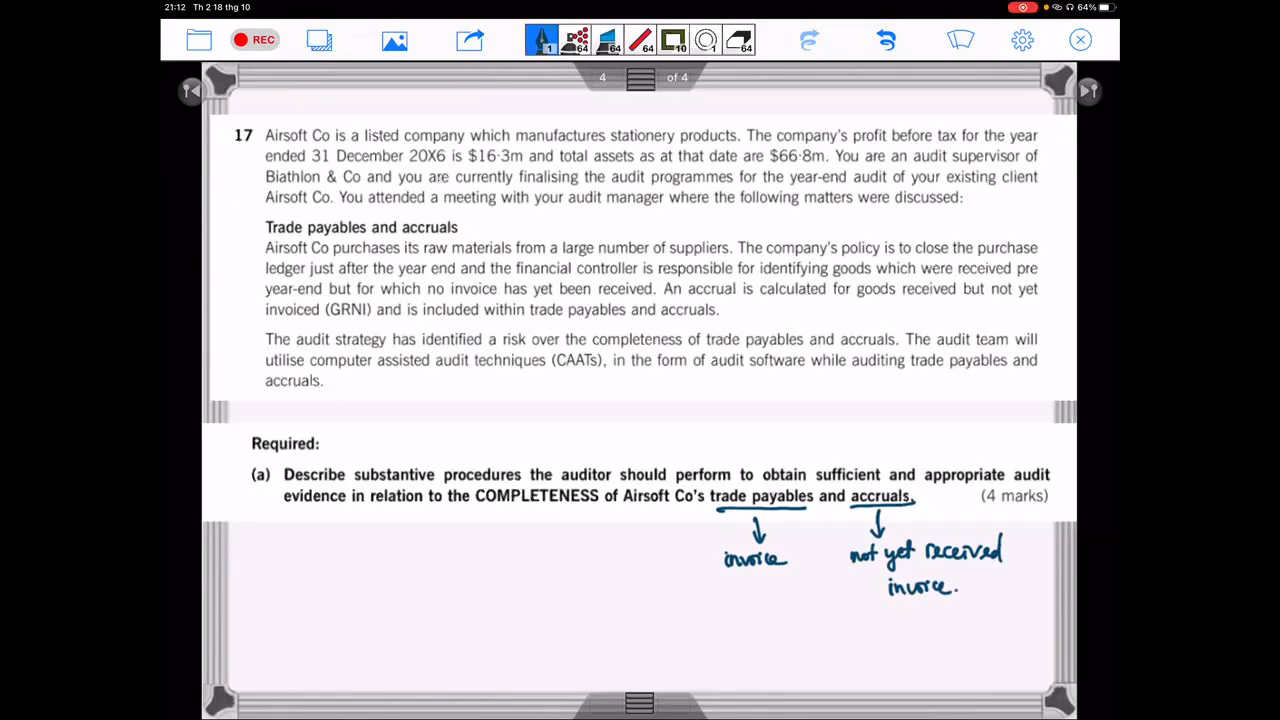 21:12 Th 2 18 thg 10
64%
REC
1
64
64
64
10
1
64
4 of 4
17 Airsoft Co is a listed company which manufactures stationery products. The company's profit before tax for the year
ended 31 December 20X6 is $16·3m and total assets as at that date are $66·8m. You are an audit supervisor of
Biathlon & Co and you are currently finalising the audit programmes for the year-end audit of your existing client
Airsoft Co. You attended a meeting with your audit manager where the following matters were discussed:
Trade payables and accruals
Airsoft Co purchases its raw materials from a large number of suppliers. The company's policy is to close the purchase
ledger just after the year end and the financial controller is responsible for identifying goods which were received pre
year-end but for which no invoice has yet been received. An accrual is calculated for goods received but not yet
invoiced (GRNI) and is included within trade payables and accruals.
The audit strategy has identified a risk over the completeness of trade payables and accruals. The audit team will
utilise computer assisted audit techniques (CAATs), in the form of audit software while auditing trade payables and
accruals.
Required:
(a) Describe substantive procedures the auditor should perform to obtain sufficient and appropriate audit
evidence in relation to the COMPLETENESS of Airsoft Co's trade payables and accruals. (4 marks)
invoice
not yet received
invoice.